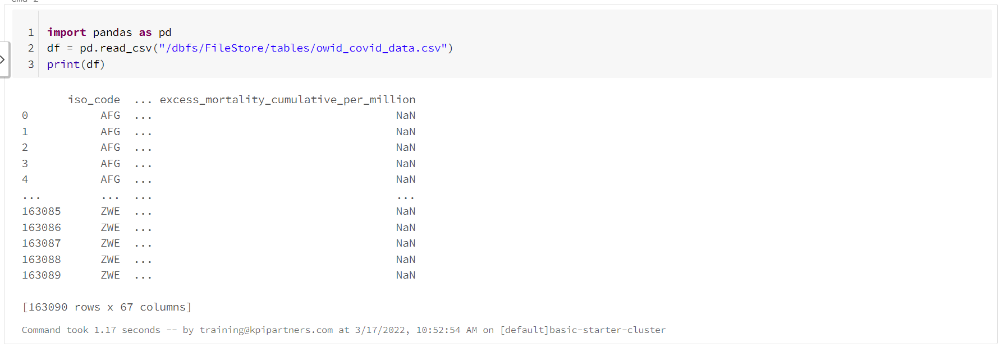 1 import pandas as pd
2 df = pd.read_csv("/dbfs/FileStore/tables/owid_covid_data.csv")
3 print(df)
iso_code ... excess_mortality_cumulative_per_million
0 AFG ... NaN
1 AFG ... NaN
2 AFG ... NaN
3 AFG ... NaN
4 AFG ... NaN
... ... ... ...
163085 ZWE ... NaN
163086 ZWE ... NaN
163087 ZWE ... NaN
163088 ZWE ... NaN
163089 ZWE ... NaN
[163090 rows x 67 columns]
Command took 1.17 seconds -- by training@kpipartners.com at 3/17/2022, 10:52:54 AM on [default]basic-starter-cluster